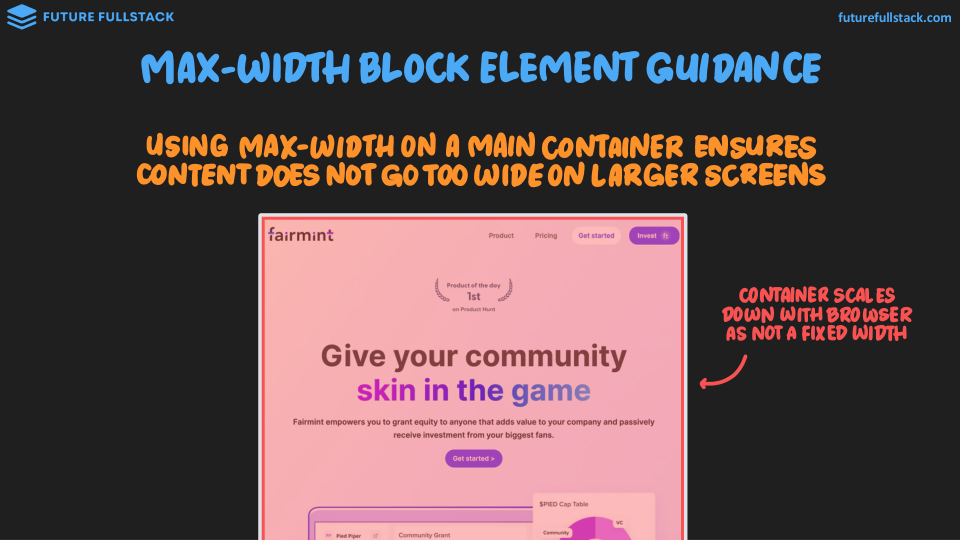 FUTURE FULLSTACK
futurefullstack.com
MAX-WIDTH BLOCK ELEMENT GUIDANCE
USING MAX-WIDTH ON A MAIN CONTAINER ENSURES
CONTENT DOES NOT GO TOO WIDE ON LARGER SCREENS
fairmint
Product
Pricing
Get started
Invest
Product of the day
1st
on Product Hunt
CONTAINER SCALES
DOWN WITH BROWSER
AS NOT A FIXED WIDTH
Give your community
skin in the game
Fairmint empowers you to grant equity to anyone that adds value to your company and passively
receive investment from your biggest fans.
Get started >
$PIED Cap Table
VC
Community
Pied Piper
Community Grant